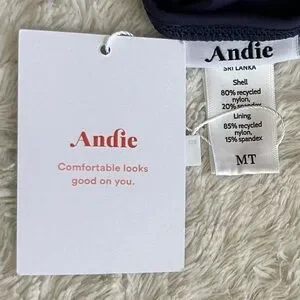 Andie
Comfortable looks
good on you.
Andie
SRI LANKA
Shell
80% recycled
nylon,
20% spandex
Lining
85% recycled
nylon,
15% spandex
MT